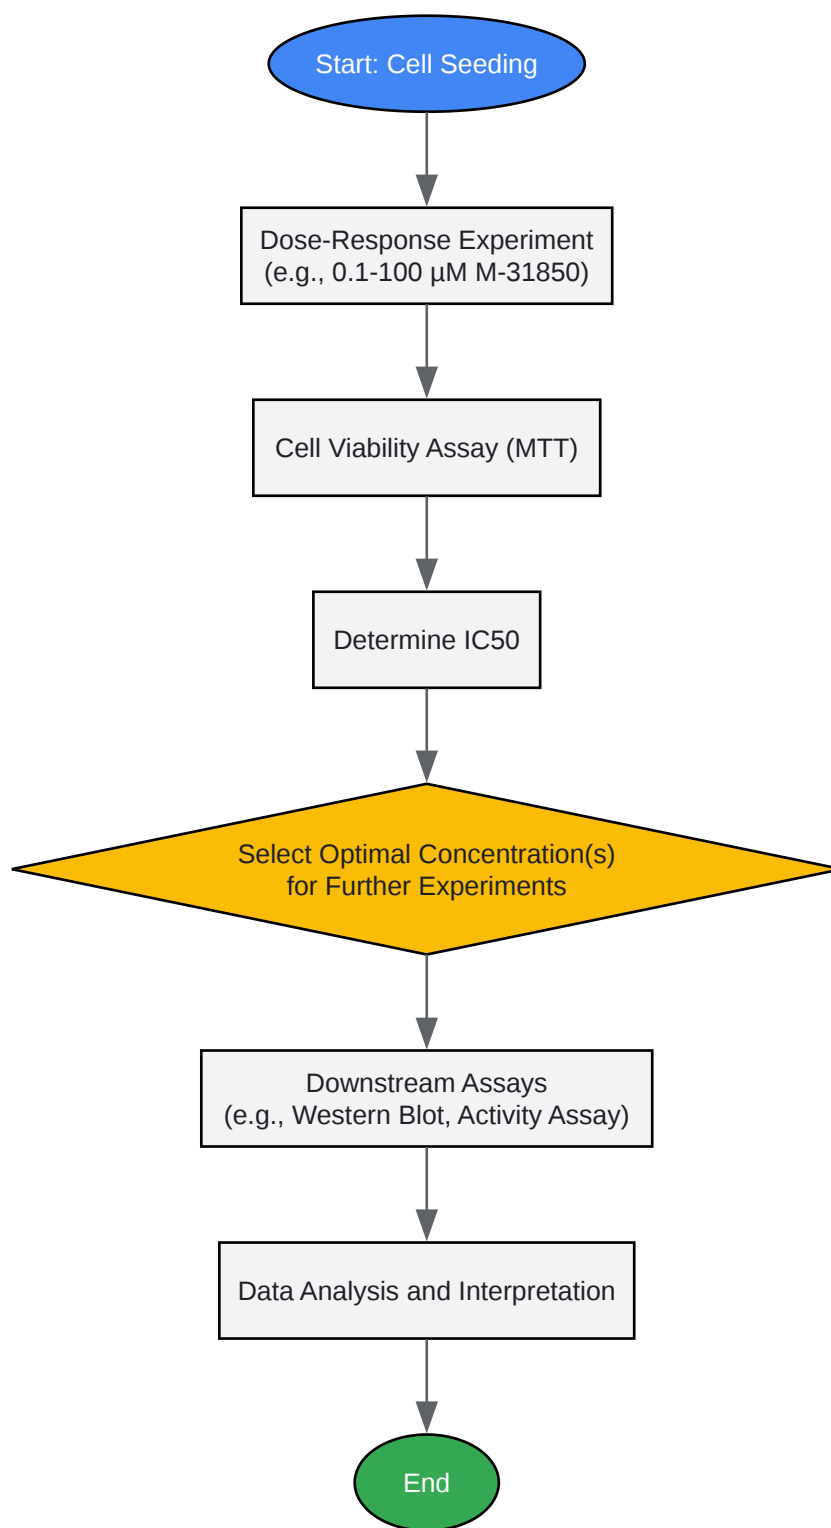 Start: Cell Seeding
Dose-Response Experiment
(e.g., 0.1-100 µM M-31850)
Cell Viability Assay (MTT)
Determine IC50
Select Optimal Concentration(s)
for Further Experiments
Downstream Assays
(e.g., Western Blot, Activity Assay)
Data Analysis and Interpretation
End